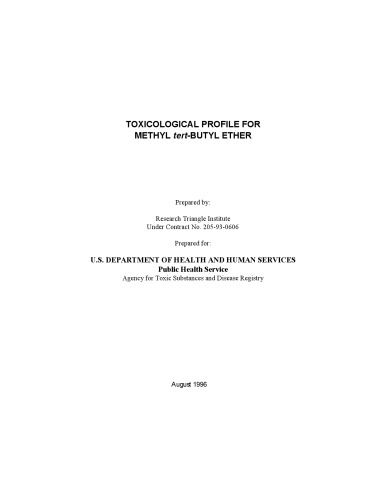 TOXICOLOGICAL PROFILE FOR
METHYL tert-BUTYL ETHER
Prepared by:
Research Triangle Institute
Under Contract No. 205-93-0606
Prepared for:
U.S. DEPARTMENT OF HEALTH AND HUMAN SERVICES
Public Health Service
Agency for Toxic Substances and Disease Registry
August 1996